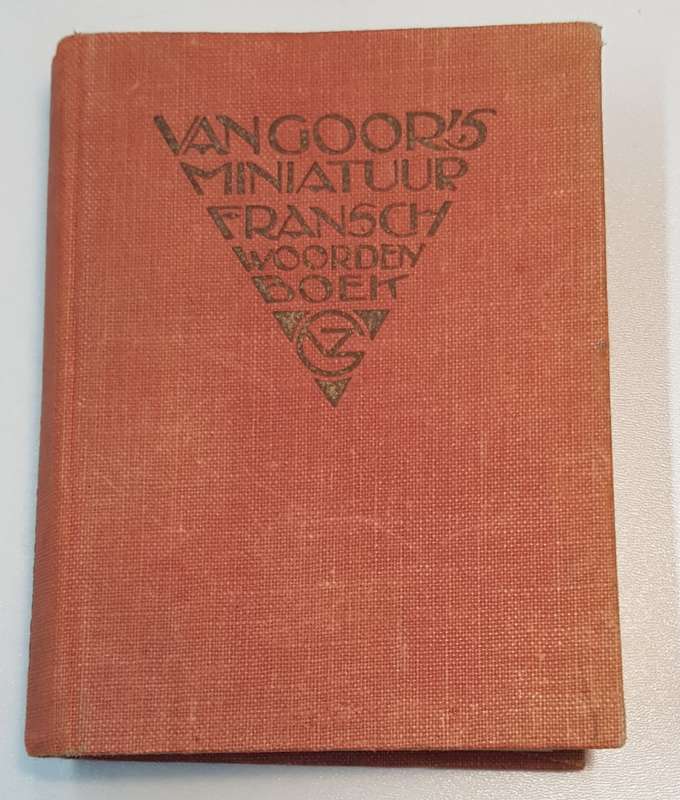 VAN GOOR'S
MINIATUUR
FRANSCH
WOORDEN
BOEK